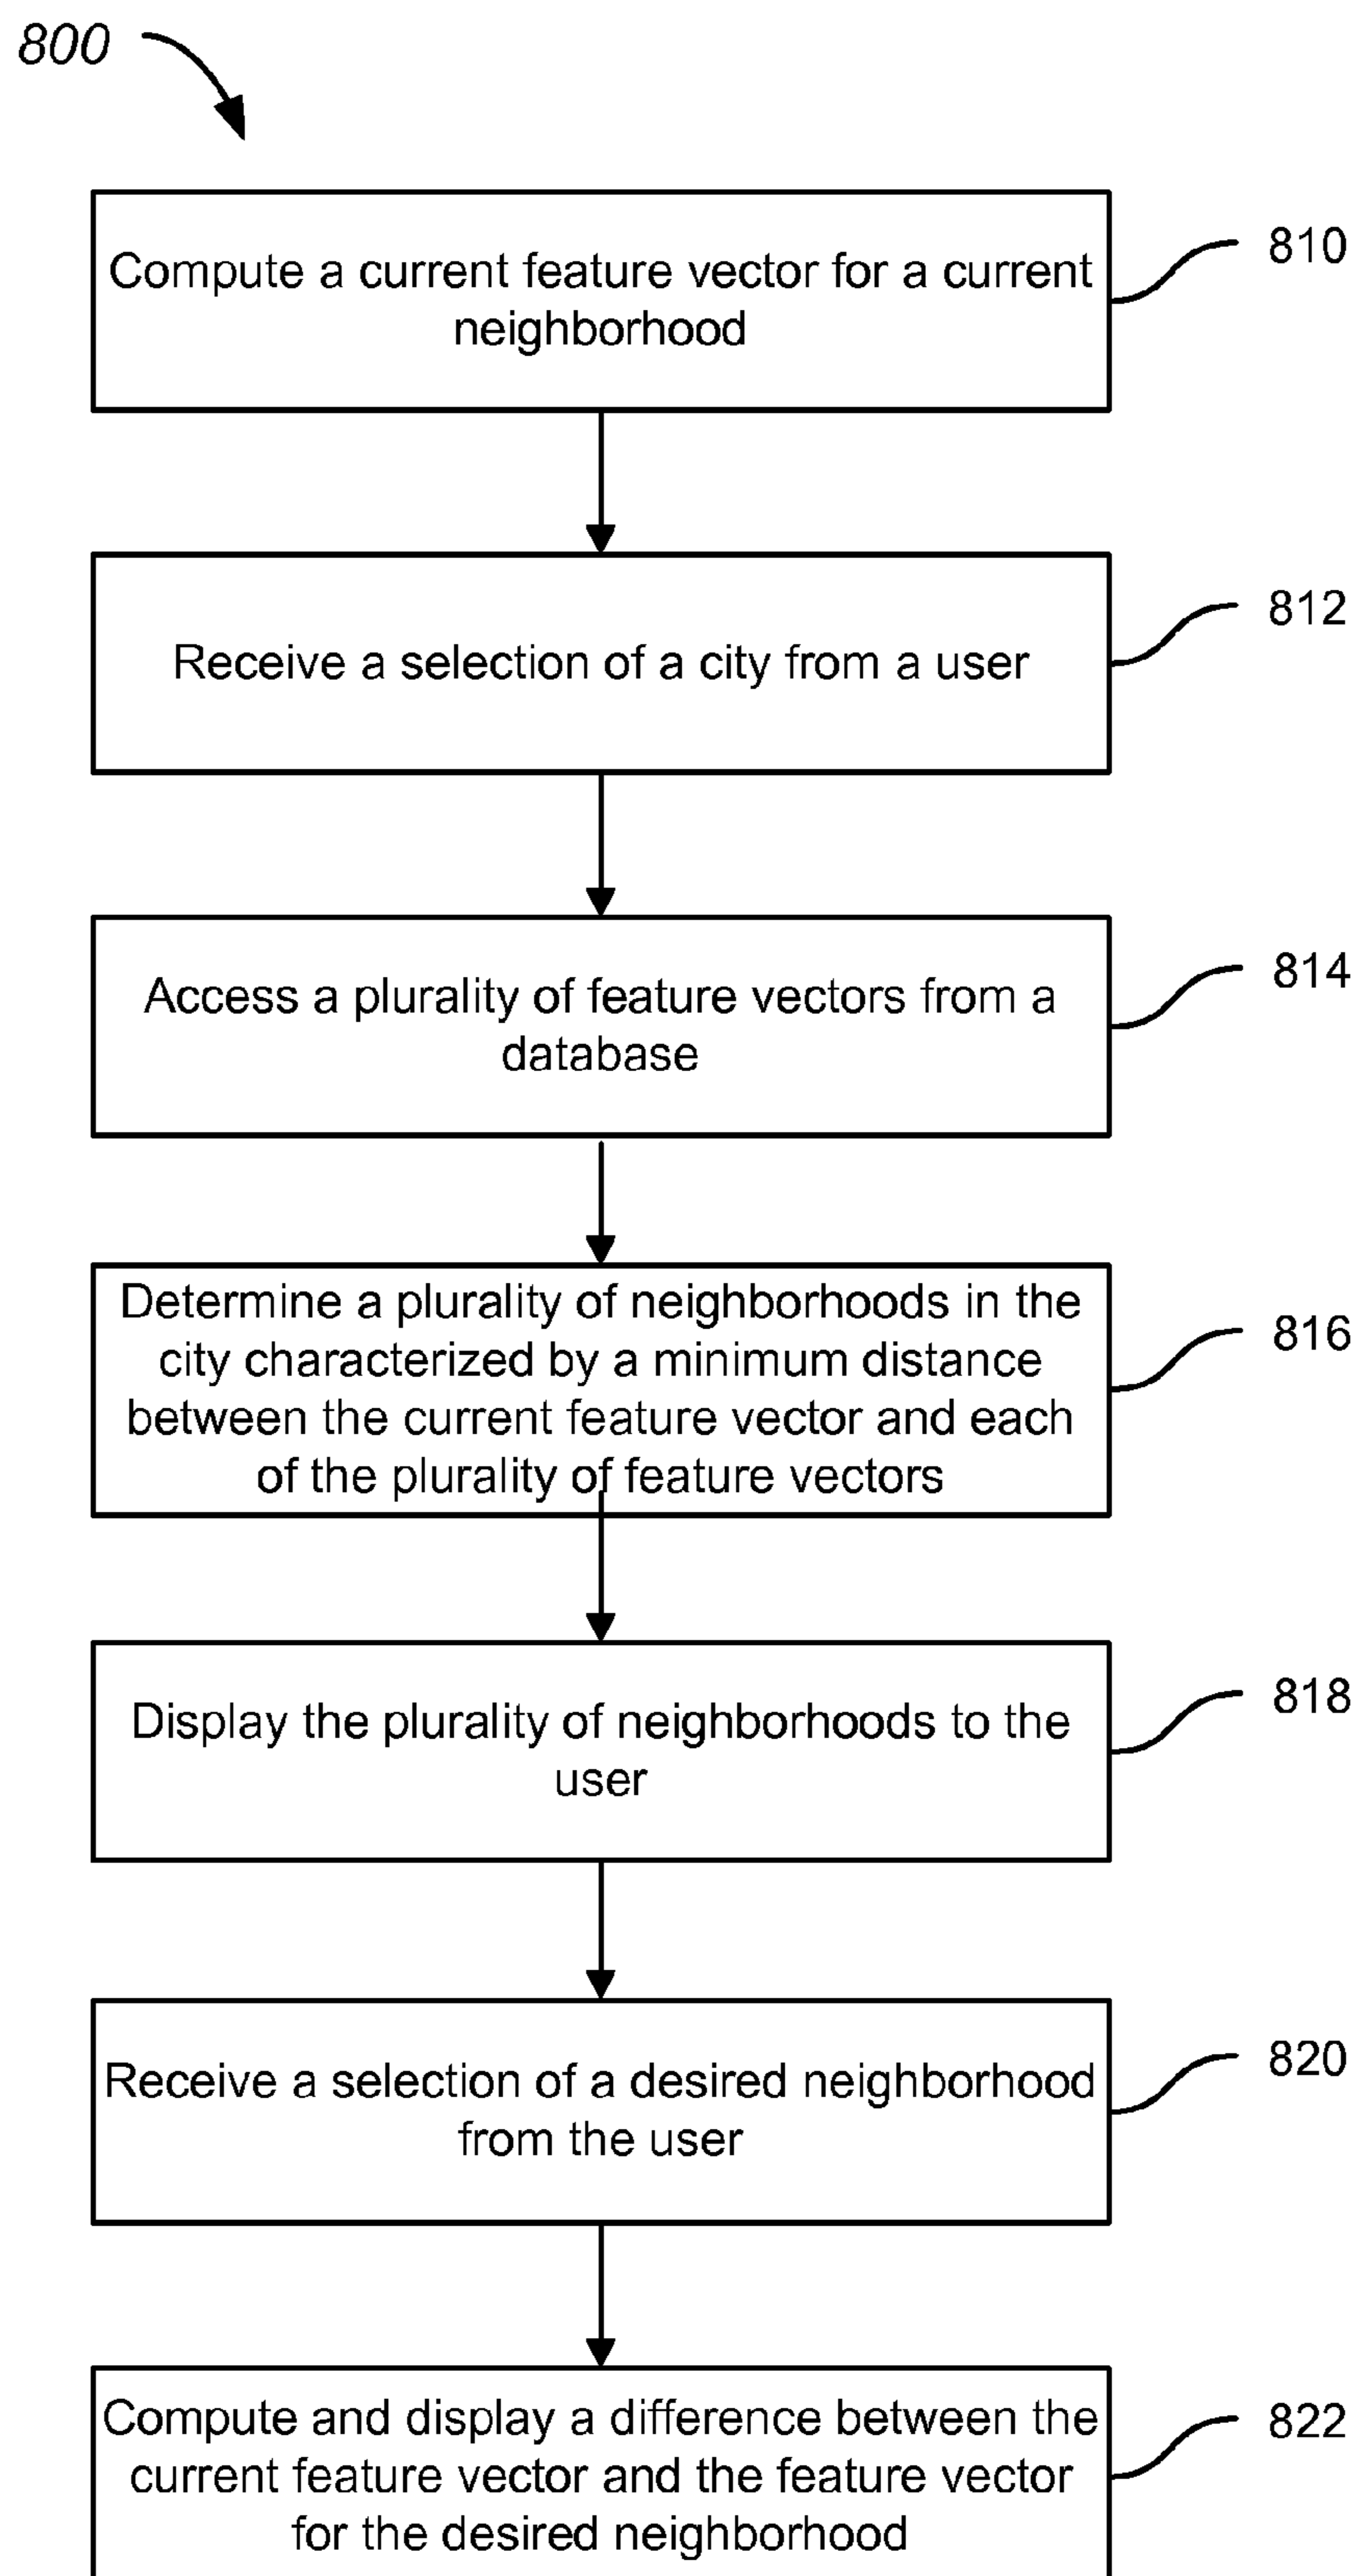 800
Compute a current feature vector for a current
neighborhood
810
Receive a selection of a city from a user
812
Access a plurality of feature vectors from a
database
814
Determine a plurality of neighborhoods in the
city characterized by a minimum distance
between the current feature vector and each
of the plurality of feature vectors
816
Display the plurality of neighborhoods to the
user
818
Receive a selection of a desired neighborhood
from the user
820
Compute and display a difference between the
current feature vector and the feature vector
for the desired neighborhood
822